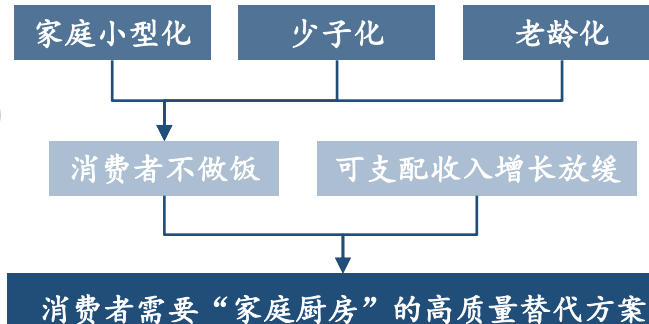 家庭小型化
少子化
老龄化
消费者不做饭
可支配收入增长放缓
消费者需要“家庭厨房”的高质量替代方案